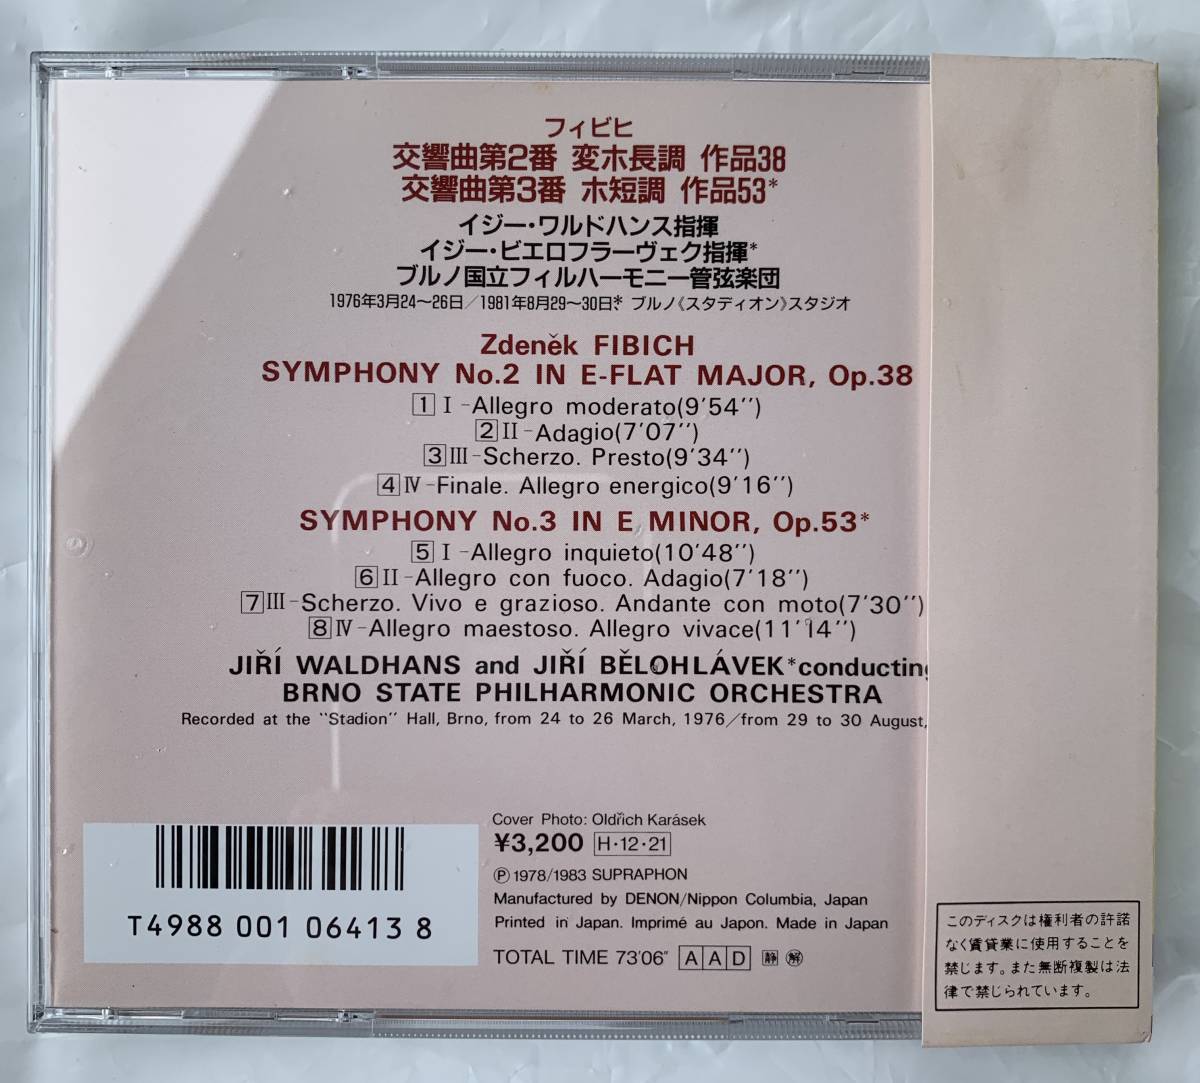 フィビヒ
交響曲第2番 変ホ長調 作品38
交響曲第3番 ホ短調 作品53*
イジー・ワルドハンス指揮
イジー・ビエロフラーヴェク指揮*
ブルノ国立フィルハーモニー管弦楽団
1976年3月24〜26日／1981年8月29〜30日*、ブルノ《スタディオン》スタジオ
Zdeněk FIBICH
SYMPHONY No.2 IN E-FLAT MAJOR, Op.38
1 I-Allegro moderato(9'54'')
2 II-Adagio(7'07'')
3 III-Scherzo. Presto(9'34'')
4 IV-Finale. Allegro energico(9'16'')
SYMPHONY No.3 IN E MINOR, Op.53*
5 I-Allegro inquieto(10'48'')
6 II-Allegro con fuoco. Adagio(7'18'')
7 III-Scherzo. Vivo e grazioso. Andante con moto(7'30'')
8 IV-Allegro maestoso. Allegro vivace(11'14'')
JIŘÍ WALDHANS and JIŘÍ BĚLOHLÁVEK*conducting
BRNO STATE PHILHARMONIC ORCHESTRA
Recorded at the "Stadion" Hall, Brno, from 24 to 26 March, 1976／from 29 to 30 August,
Cover Photo: Oldřich Karásek
¥3,200 H・12・21
Ⓟ 1978/1983 SUPRAPHON
Manufactured by DENON/Nippon Columbia, Japan
Printed in Japan. Imprimé au Japon. Made in Japan
TOTAL TIME 73'06" A A D 静 解
T4988 001 06413 8
このディスクは権利者の許諾
なく賃貸業に使用することを
禁じます。また無断複製は法
律で禁じられています。